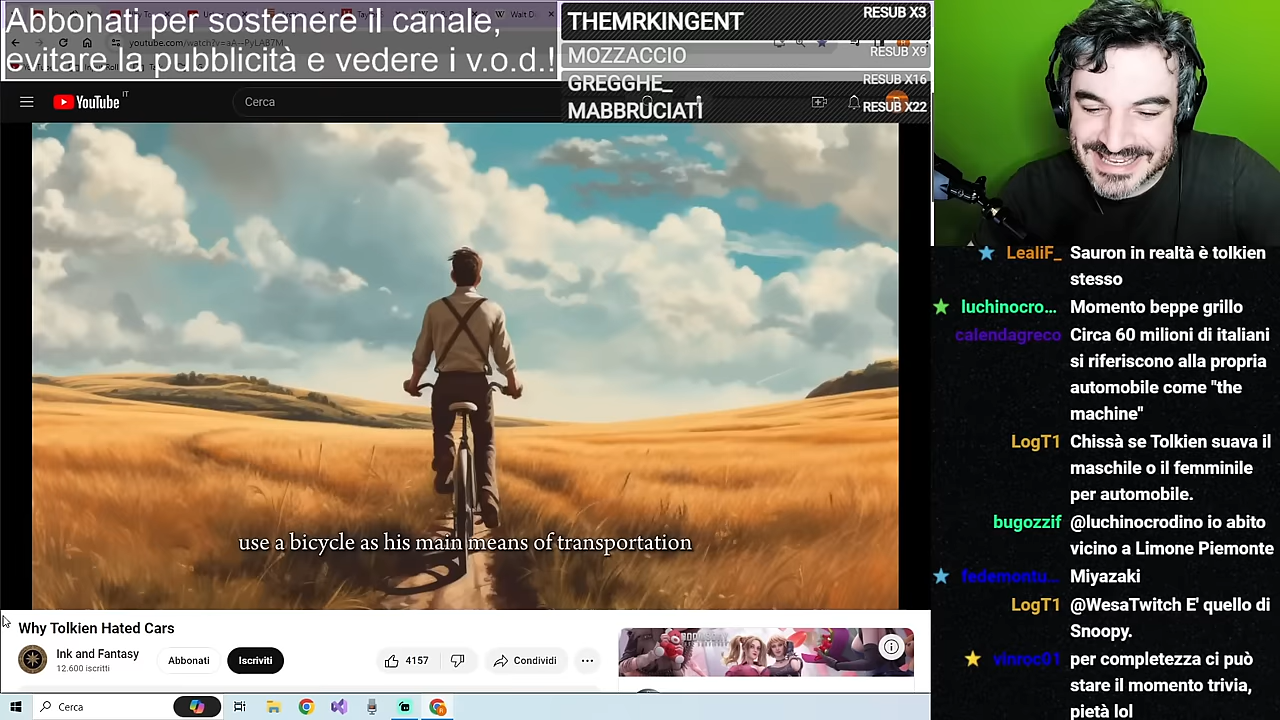 Abbonati per sostenere il canale,
evitare la pubblicità e vedere i v.o.d.!
THEMRKINGENT RESUB X3
MOZZACCIO RESUB X9
GREGGHE_ RESUB X16
MABBRUCIATI RESUB X22
YouTube IT
Cerca
use a bicycle as his main means of transportation
Why Tolkien Hated Cars
Ink and Fantasy
12.600 iscritti
Abbonati
Iscriviti
4157
Condividi
Cerca
LealiF_ Sauron in realtà è tolkien
stesso
luchinocro... Momento beppe grillo
calendagreco Circa 60 milioni di italiani
si riferiscono alla propria
automobile come "the
machine"
LogT1 Chissà se Tolkien suava il
maschile o il femminile
per automobile.
bugozzif @luchinocrodino io abito
vicino a Limone Piemonte
fedemontu... Miyazaki
LogT1 @WesaTwitch E' quello di
Snoopy.
vinroc01 per completezza ci può
stare il momento trivia,
pietà lol